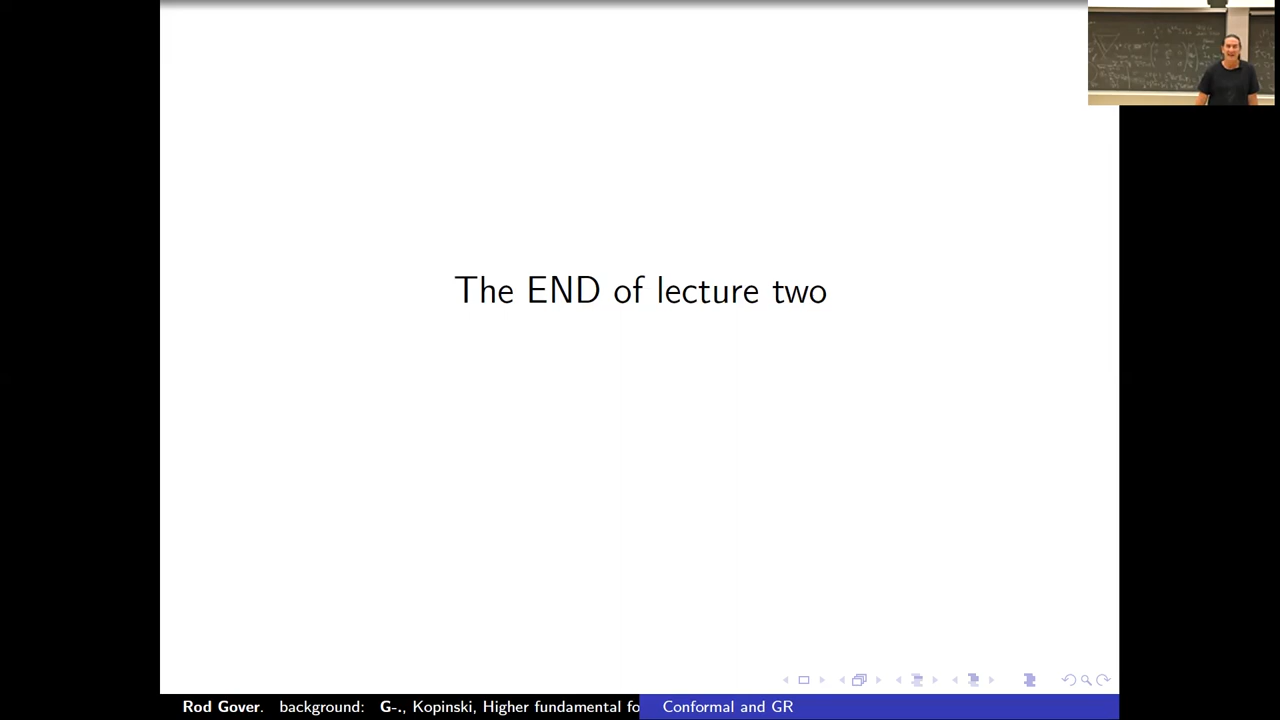 The END of lecture two
Rod Gover. background: G-., Kopinski, Higher fundamental fo
Conformal and GR